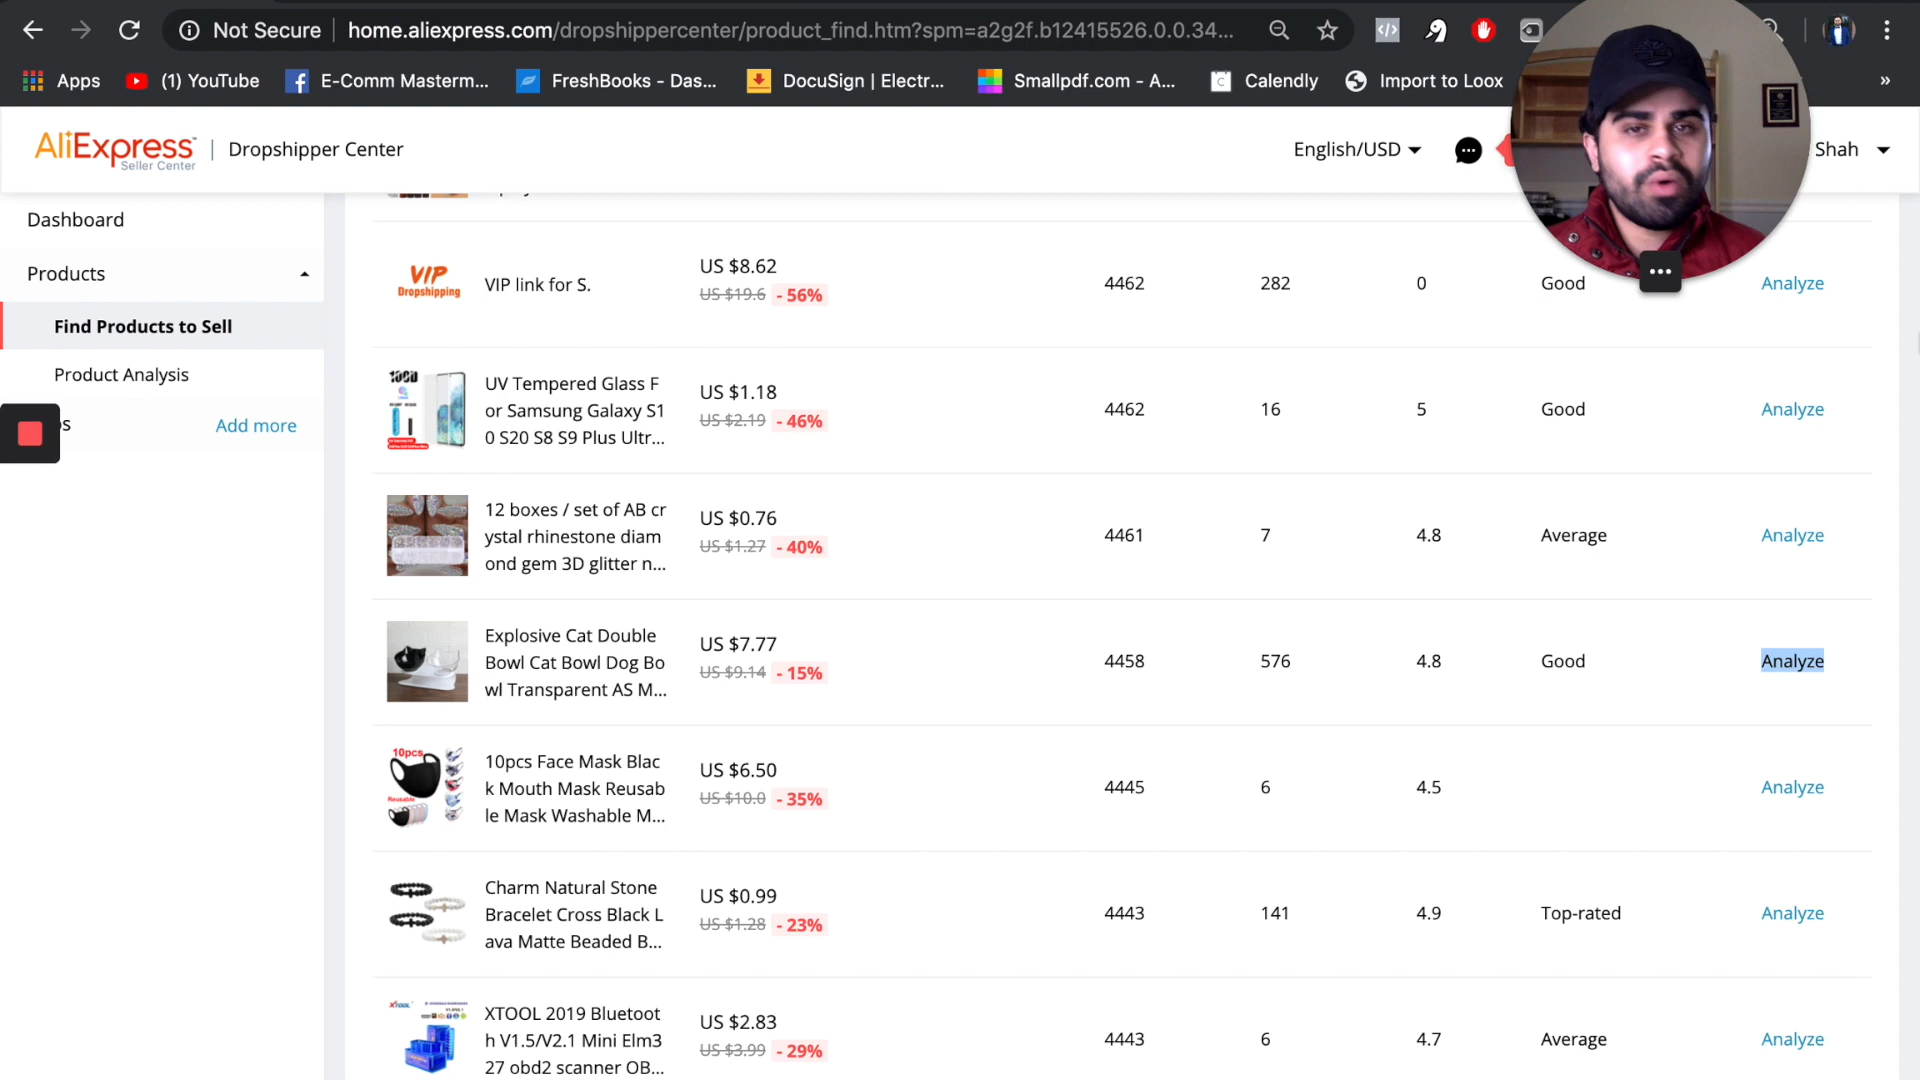 Not Secure
home.aliexpress.com/dropshippercenter/product_find.htm?spm=a2g2f.b12415526.0.0.34...
Apps
(1) YouTube
E-Comm Masterm...
FreshBooks - Das...
DocuSign | Electr...
Smallpdf.com - A...
Calendly
Import to Loox
»
AliExpress
Seller Center
Dropshipper Center
English/USD
Shah
Dashboard
Products
Find Products to Sell
Product Analysis
Add more
VIP
Dropshipping
VIP link for S.
US $8.62
US $19.6 - 56%
4462
282
0
Good
Analyze
UV Tempered Glass F
or Samsung Galaxy S1
0 S20 S8 S9 Plus Ultr...
US $1.18
US $2.19 - 46%
4462
16
5
Good
Analyze
12 boxes / set of AB cr
ystal rhinestone diam
ond gem 3D glitter n...
US $0.76
US $1.27 - 40%
4461
7
4.8
Average
Analyze
Explosive Cat Double
Bowl Cat Bowl Dog Bo
wl Transparent AS M...
US $7.77
US $9.14 - 15%
4458
576
4.8
Good
Analyze
10pcs
Reusable
10pcs Face Mask Blac
k Mouth Mask Reusab
le Mask Washable M...
US $6.50
US $10.0 - 35%
4445
6
4.5
Analyze
Charm Natural Stone
Bracelet Cross Black L
ava Matte Beaded B...
US $0.99
US $1.28 - 23%
4443
141
4.9
Top-rated
Analyze
XTOOL
XTOOL 2019 Bluetoot
h V1.5/V2.1 Mini Elm3
27 obd2 scanner OB...
US $2.83
US $3.99 - 29%
4443
6
4.7
Average
Analyze